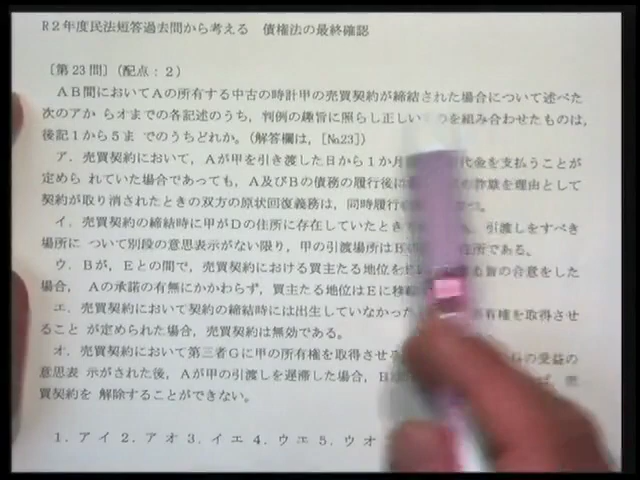 R2年度民法短答過去問から考える　債権法の最終確認
〔第23問〕(配点：2)
ＡＢ間においてＡの所有する中古の時計甲の売買契約が締結された場合について述べた
次のアか らオまでの各記述のうち，判例の趣旨に照らし正しい のを組み合わせたものは，
後記１から５ま でのうちどれか。(解答欄は，[№23])
ア．売買契約において，Ａが甲を引き渡した日から１か月 代金を支払うことが
定めら れていた場合であっても，Ａ及びＢの債務の履行後に の詐欺を理由として
契約が取り消されたときの双方の原状回復義務は，同時履行 つ。
イ．売買契約の締結時に甲がＤの住所に存在していたとき ，引渡しをすべき
場所に ついて別段の意思表示がない限り，甲の引渡場所はＢ 住所である。
ウ．Ｂが，Ｅとの間で，売買契約における買主たる地位を る旨の合意をした
場合， Ａの承諾の有無にかかわらず，買主たる地位はＥに移
エ．売買契約において契約の締結時には出生していなかった 所有権を取得させ
ること が定められた場合，売買契約は無効である。
オ．売買契約において第三者Ｇに甲の所有権を取得させる の受益の
意思表 示がされた後，Ａが甲の引渡しを遅滞した場合，Ｂ ば， 売
買契約を 解除することができない。
１．ア イ ２．ア オ ３．イ エ ４．ウ エ ５．ウ オ